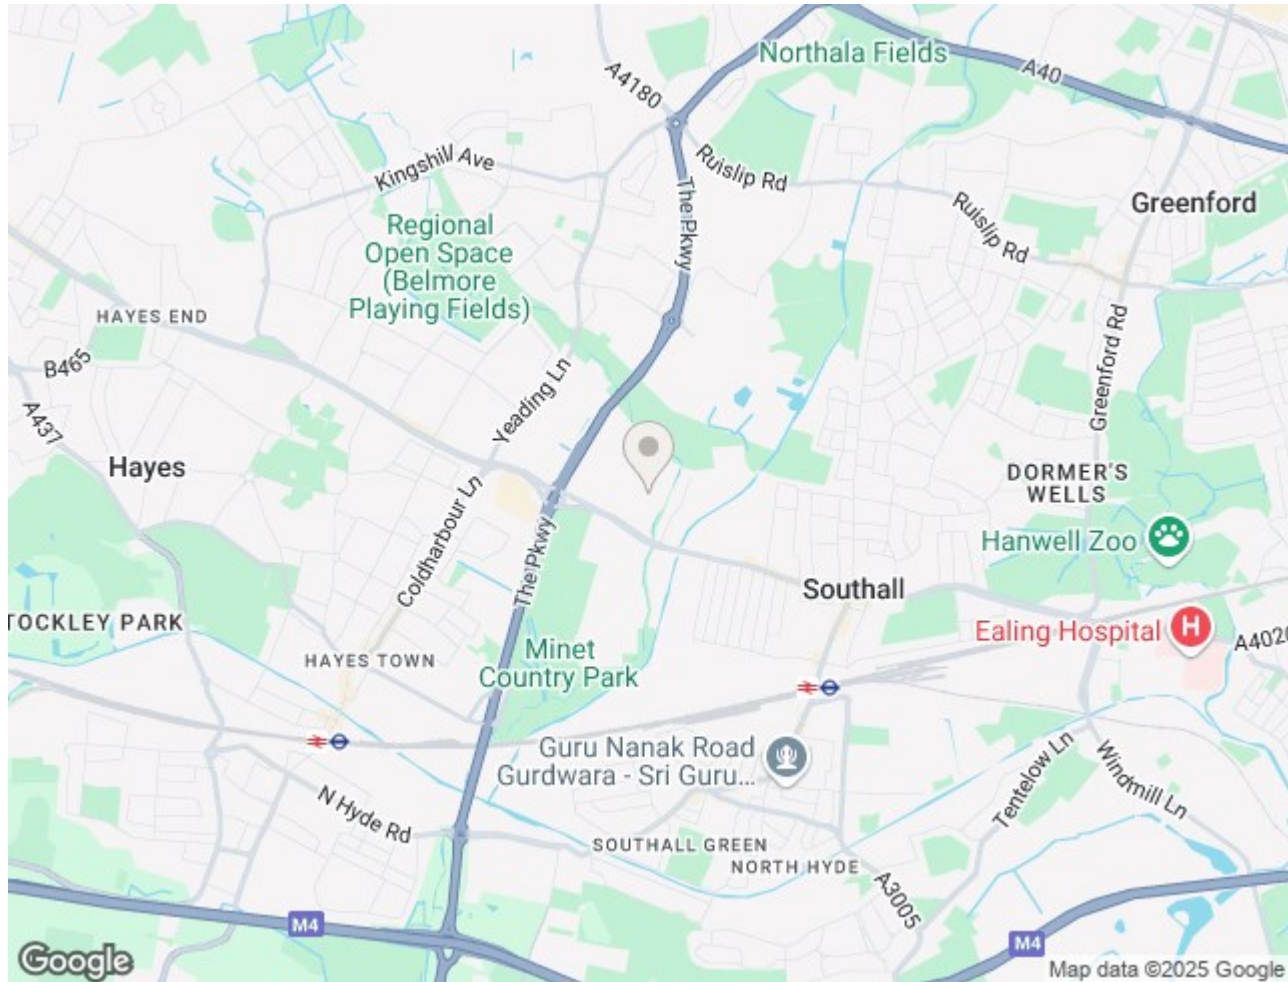 Northala Fields
A40
A4180
Kingshill Ave
Ruislip Rd
The Pkwy
Ruislip Rd
Greenford
Regional
Open Space
(Belmore
Playing Fields)
HAYES END
B465
A437
Yeading Ln
Greenford Rd
Hayes
Coldharbour Ln
DORMER'S
WELLS
The Pkwy
Hanwell Zoo
Southall
TOCKLEY PARK
Ealing Hospital
H
A4020
HAYES TOWN
Minet
Country Park
Guru Nanak Road
Gurdwara - Sri Guru...
Tentelow Ln
Windmill Ln
N Hyde Rd
SOUTHALL GREEN
NORTH HYDE
A3005
M4
M4
Google
Map data ©2025 Google